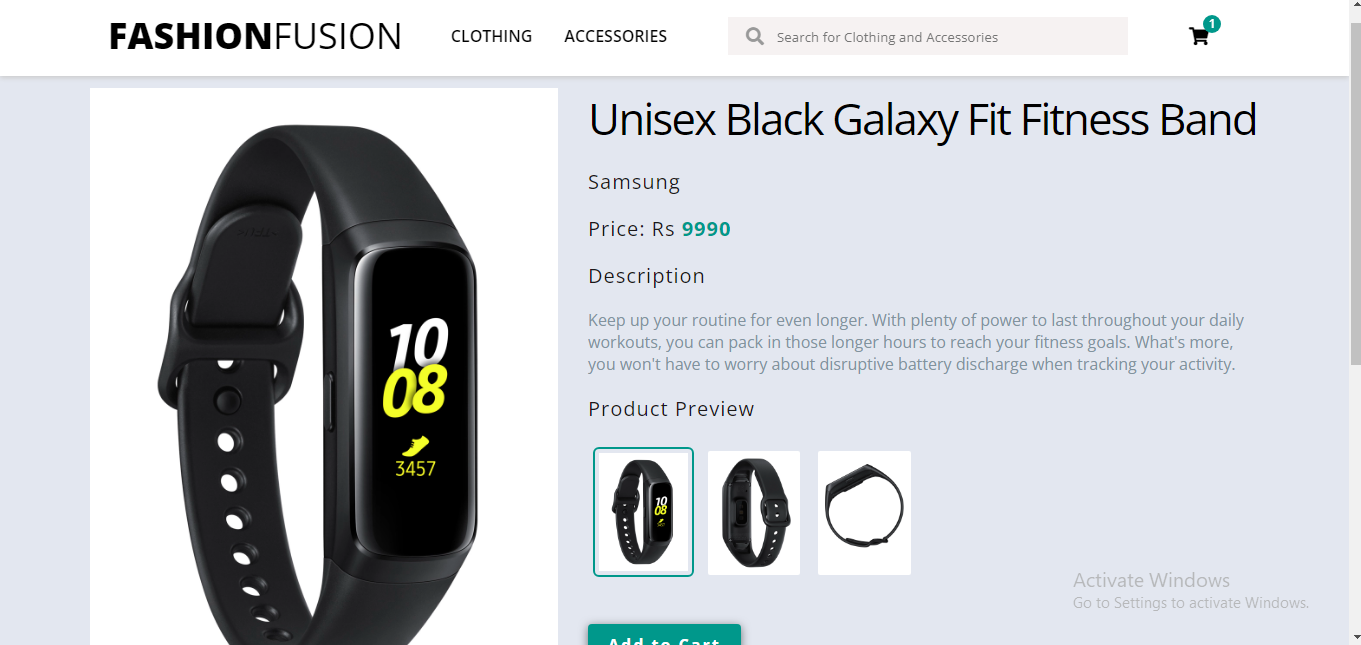 FASHIONFUSION CLOTHING ACCESSORIES Search for Clothing and Accessories 1
Unisex Black Galaxy Fit Fitness Band
Samsung
Price: Rs 9990
Description
Keep up your routine for even longer. With plenty of power to last throughout your daily
workouts, you can pack in those longer hours to reach your fitness goals. What's more,
you won't have to worry about disruptive battery discharge when tracking your activity.
Product Preview
10
08
3457
10
08
Activate Windows
Go to Settings to activate Windows.
Add to Cart